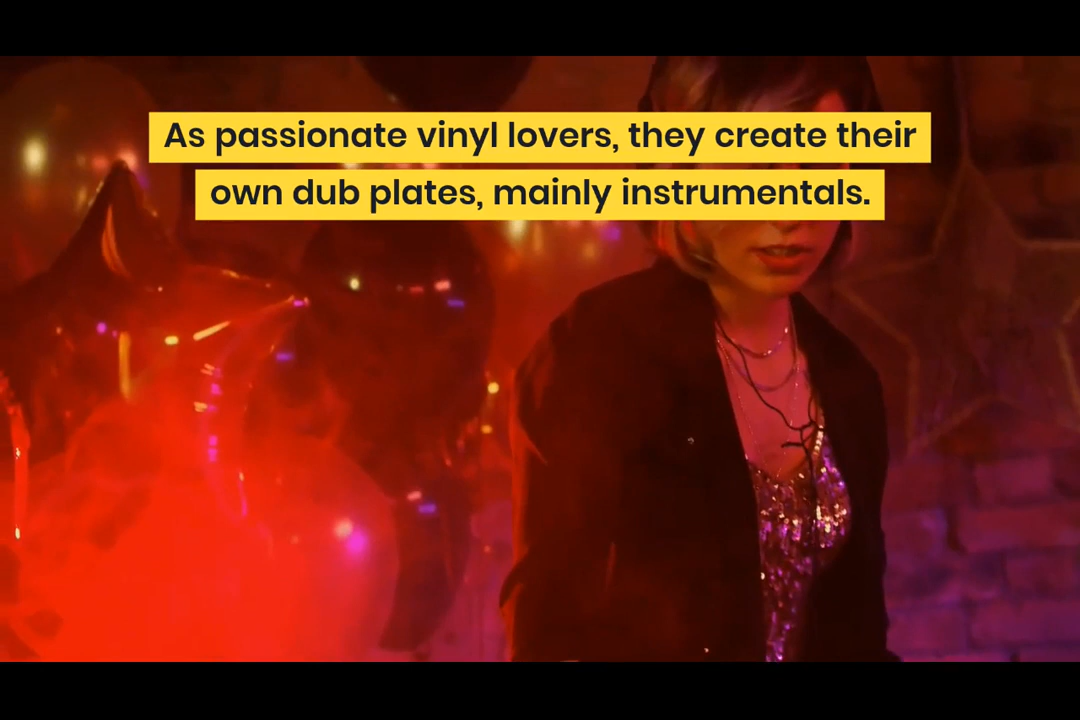 As passionate vinyl lovers, they create their
own dub plates, mainly instrumentals.